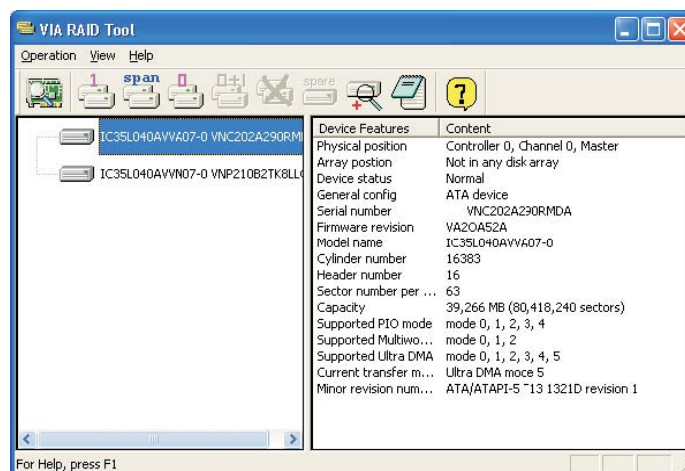 VIA RAID Tool
Operation View Help
1 span 0 0+1 spare
IC35L040AVVA07-0 VNC202A290RMD
IC35L040AVVN07-0 VNP210B2TK8LL
Device Features Content
Physical position Controller 0, Channel 0, Master
Array postion Not in any disk array
Device status Normal
General config ATA device
Serial number VNC202A290RMDA
Firmware revision VA2OA52A
Model name IC35L040AVVA07-0
Cylinder number 16383
Header number 16
Sector number per ... 63
Capacity 39,266 MB (80,418,240 sectors)
Supported PIO mode mode 0, 1, 2, 3, 4
Supported Multiwo... mode 0, 1, 2
Supported Ultra DMA mode 0, 1, 2, 3, 4, 5
Current transfer m... Ultra DMA moce 5
Minor revision num... ATA/ATAPI-5 T13 1321D revision 1
For Help, press F1